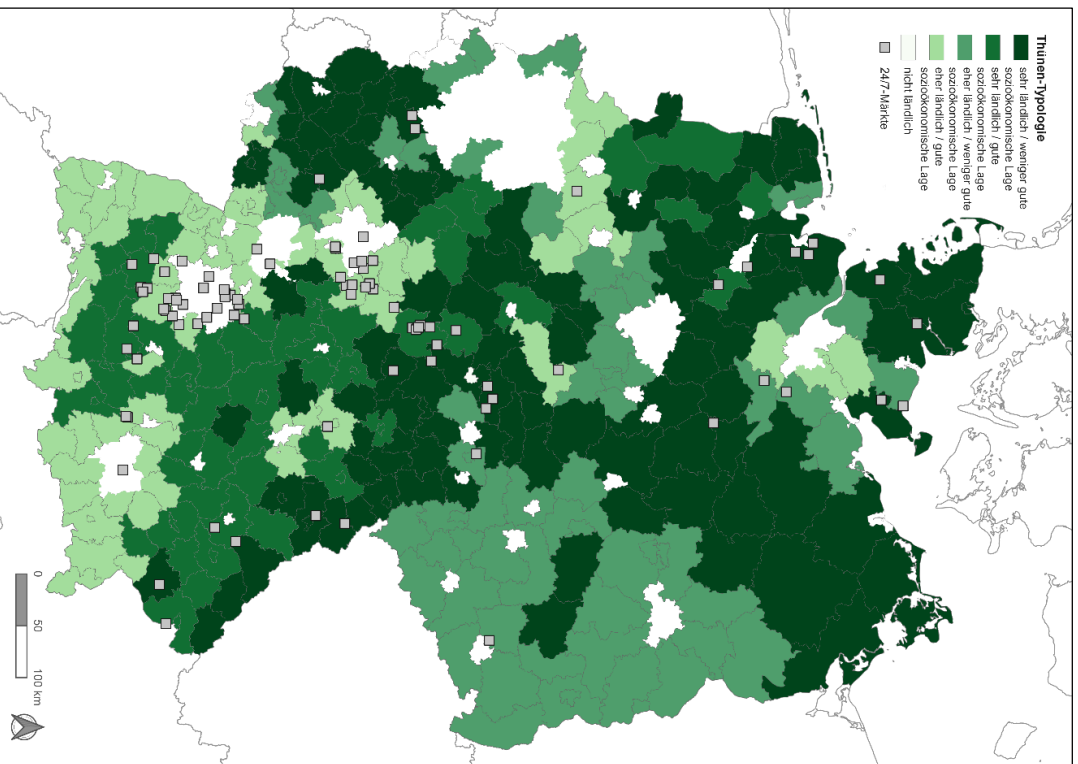 Thünen-Typologie
sehr ländlich / weniger gute
sozioökonomische Lage
sehr ländlich / gute
sozioökonomische Lage
eher ländlich / weniger gute
sozioökonomische Lage
eher ländlich / gute
sozioökonomische Lage
nicht ländlich
24/7-Märkte
0 50 100 km